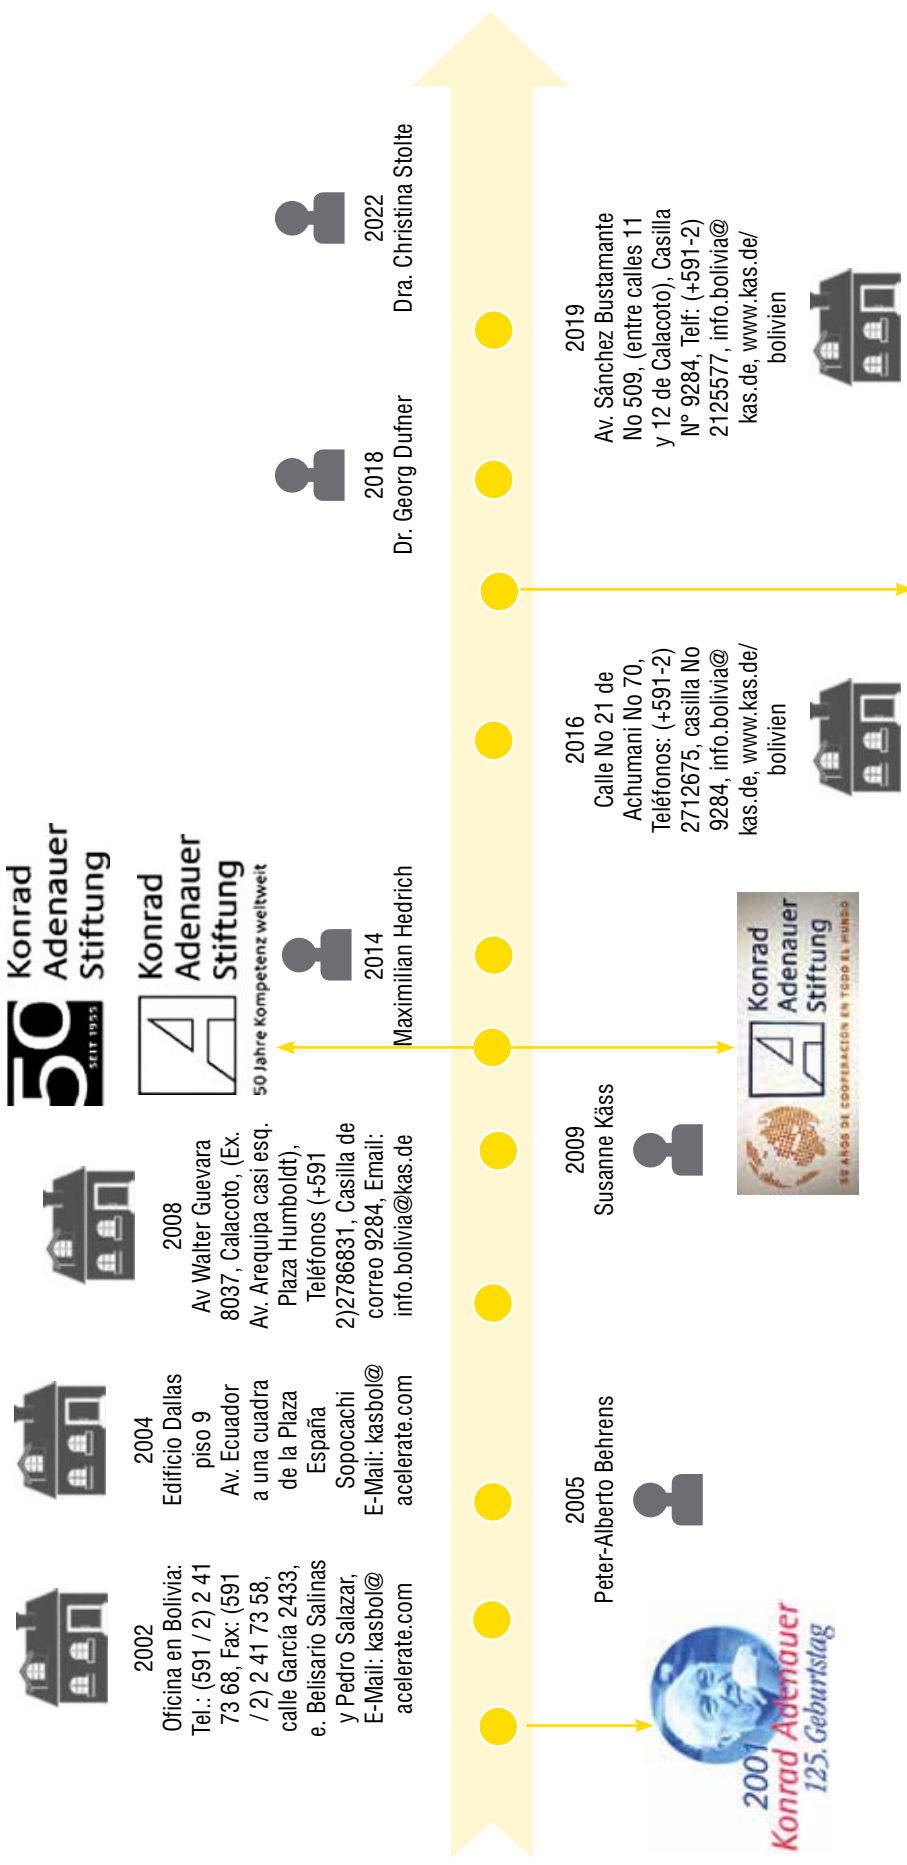 2002
Oficina en Bolivia:
Tel.: (591 / 2) 2 41
73 68, Fax: (591
/ 2) 2 41 73 58,
calle García 2433,
e. Belisario Salinas
y Pedro Salazar,
E-Mail: kasbol@
acelerate.com
2004
Edificio Dallas
piso 9
Av. Ecuador
a una cuadra
de la Plaza
España
Sopocachi
E-Mail: kasbol@
acelerate.com
2008
Av Walter Guevara
8037, Calacoto, (Ex.
Av. Arequipa casi esq.
Plaza Humboldt),
Teléfonos (+591
2)2786831, Casilla de
correo 9284, Email:
info.bolivia@kas.de
50
SEIT 1955
Konrad
Adenauer
Stiftung
Konrad
Adenauer
Stiftung
50 Jahre Kompetenz weltweit
2014
Maximilian Hedrich
2018
Dr. Georg Dufner
2022
Dra. Christina Stolte
2001
Konrad Adenauer
125. Geburtstag
2005
Peter-Alberto Behrens
2009
Susanne Käss
Konrad
Adenauer
Stiftung
50 AÑOS DE COOPERACION EN TODO EL MUNDO
2016
Calle No 21 de
Achumani No 70,
Teléfonos: (+591-2)
2712675, casilla No
9284, info.bolivia@
kas.de, www.kas.de/
bolivien
2019
Av. Sánchez Bustamante
No 509, (entre calles 11
y 12 de Calacoto), Casilla
N° 9284, Telf: (+591-2)
2125577, info.bolivia@
kas.de, www.kas.de/
bolivien